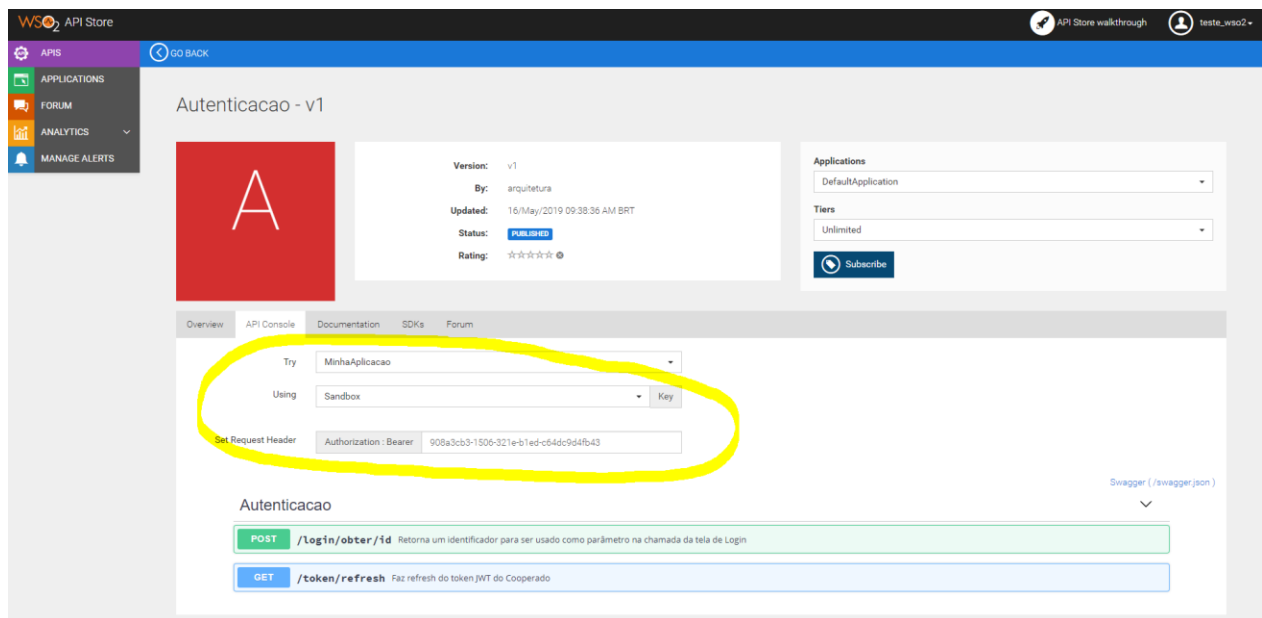 WSO2 API Store
API Store walkthrough
teste_wso2
APIS
GO BACK
APPLICATIONS
FORUM
ANALYTICS
MANAGE ALERTS
Autenticacao - v1
A
Version: v1
By: arquitetura
Updated: 16/May/2019 09:38:36 AM BRT
Status: PUBLISHED
Rating:
Applications
DefaultApplication
Tiers
Unlimited
Subscribe
Overview API Console Documentation SDKs Forum
Try MinhaAplicacao
Using Sandbox Key
Set Request Header Authorization : Bearer 908a3cb3-1506-321e-b1ed-c64dc9d4fb43
Swagger ( /swagger.json )
Autenticacao
POST /login/obter/id Retorna um identificador para ser usado como parâmetro na chamada da tela de Login
GET /token/refresh Faz refresh do token JWT do Cooperado